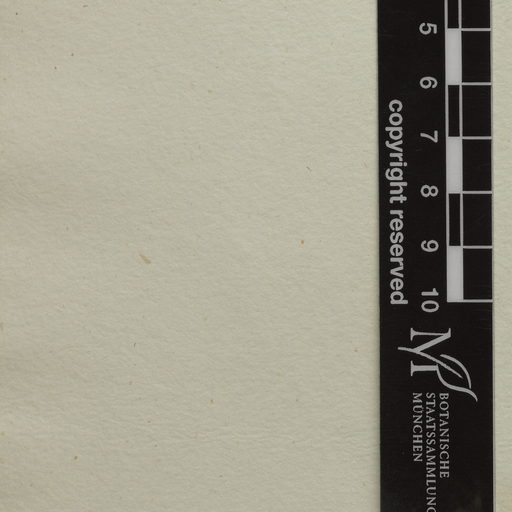 5
6
7
8
9
10
copyright reserved
BOTANISCHE
STAATSSAMMLUNG
MÜNCHEN